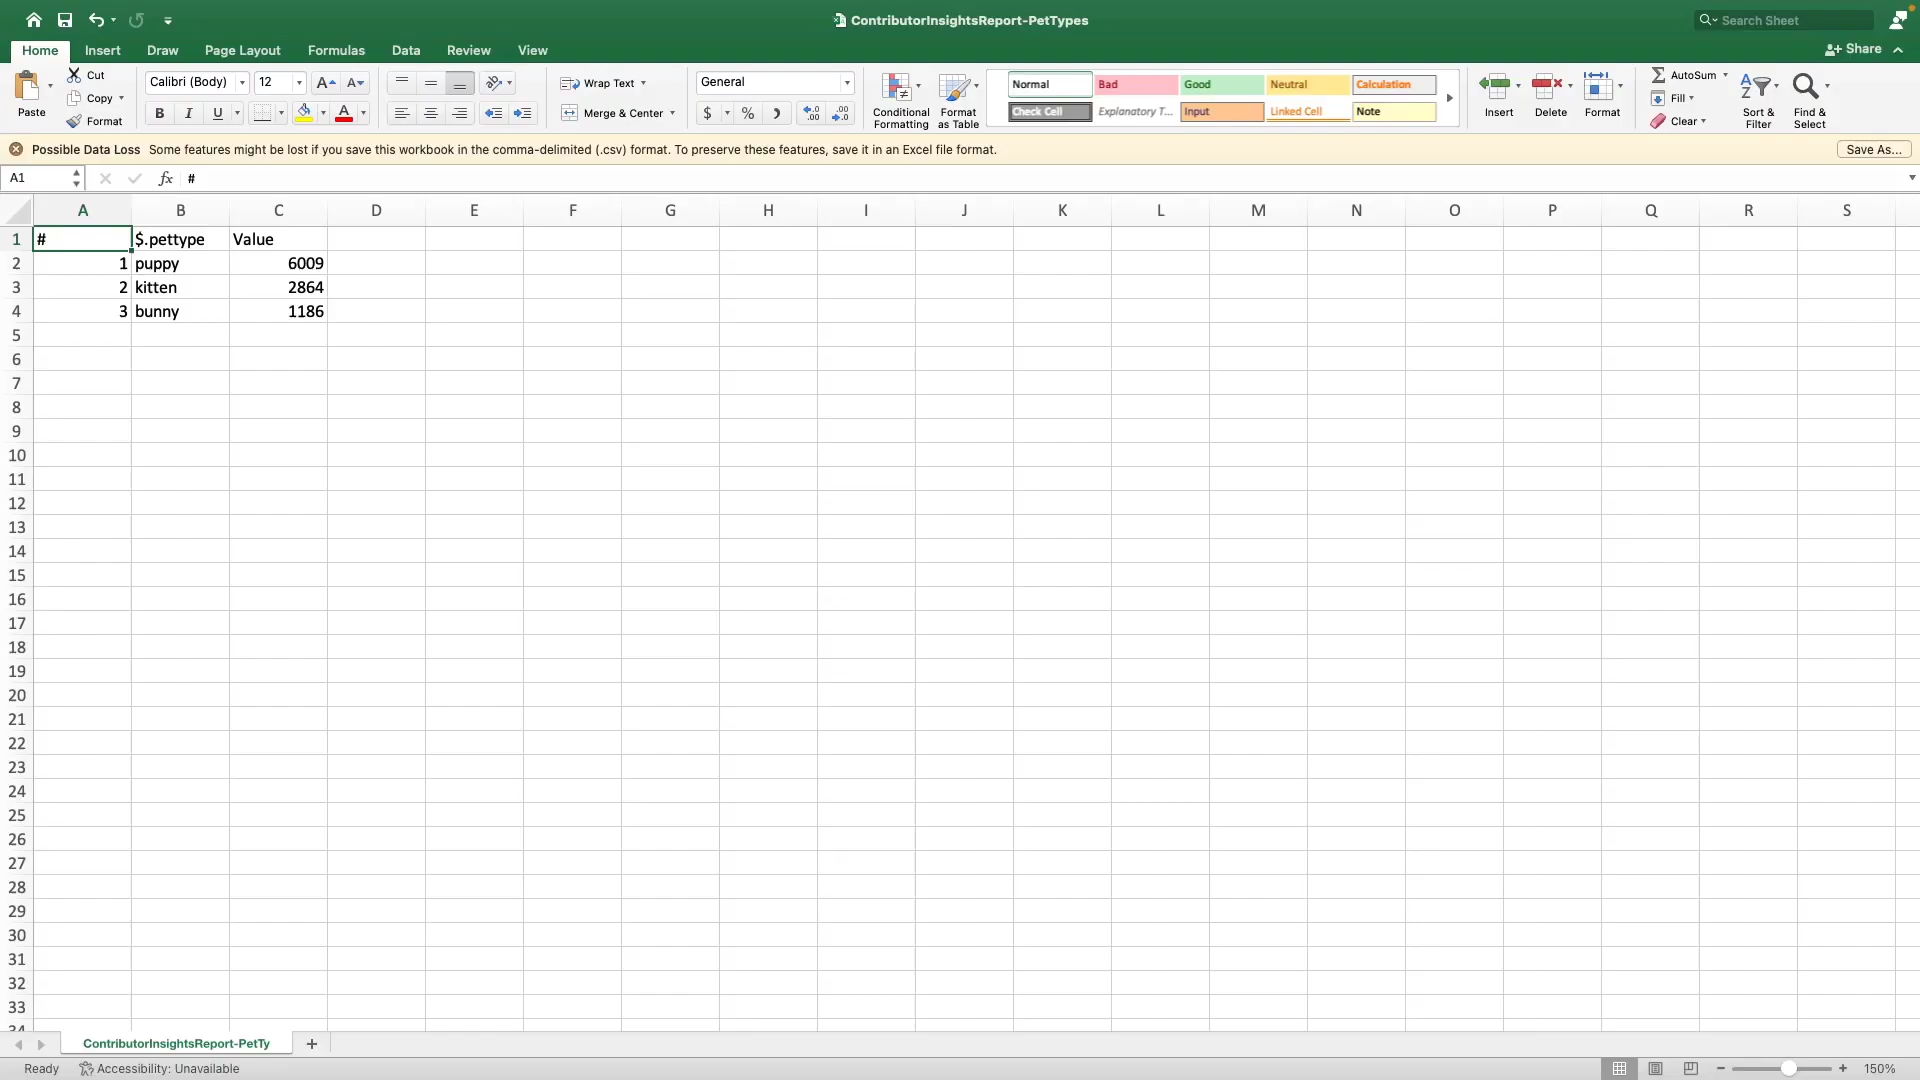 ContributorInsightsReport-PetTypes
Search Sheet
Home Insert Draw Page Layout Formulas Data Review View
Share
Paste
Cut
Copy
Format
Calibri (Body) 12
B I U
Wrap Text
Merge & Center
General
$ % )
Conditional Formatting
Format as Table
Normal Bad Good Neutral Calculation
Check Cell Explanatory T... Input Linked Cell Note
Insert Delete Format
AutoSum
Fill
Clear
Sort & Filter
Find & Select
Possible Data Loss Some features might be lost if you save this workbook in the comma-delimited (.csv) format. To preserve these features, save it in an Excel file format.
Save As...
A1 fx #
A B C D E F G H I J K L M N O P Q R S
1 # $.pettype Value
2 1 puppy 6009
3 2 kitten 2864
4 3 bunny 1186
5
6
7
8
9
10
11
12
13
14
15
16
17
18
19
20
21
22
23
24
25
26
27
28
29
30
31
32
33
34
ContributorInsightsReport-PetTy
Ready Accessibility: Unavailable
150%